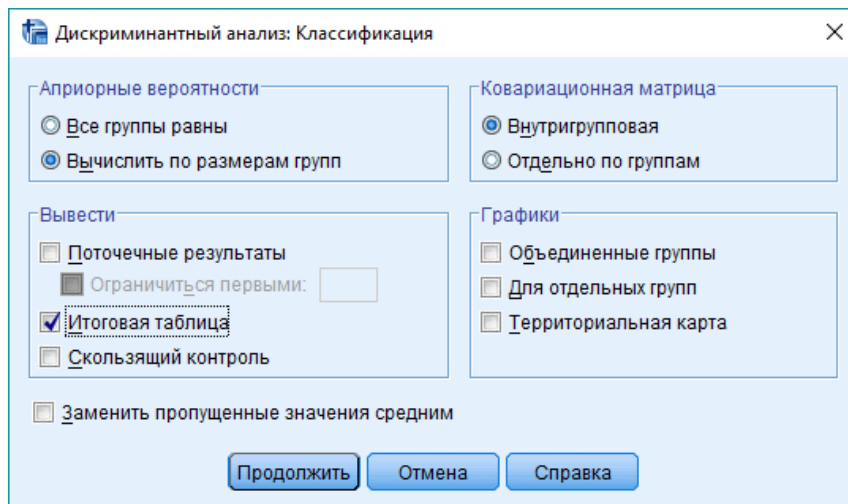 Дискриминантный анализ: Классификация
Априорные вероятности
Все группы равны
Вычислить по размерам групп
Ковариационная матрица
Внутригрупповая
Отдельно по группам
Вывести
Поточечные результаты
Ограничиться первыми:
Итоговая таблица
Скользящий контроль
Графики
Объединенные группы
Для отдельных групп
Территориальная карта
Заменить пропущенные значения средним
Продолжить
Отмена
Справка